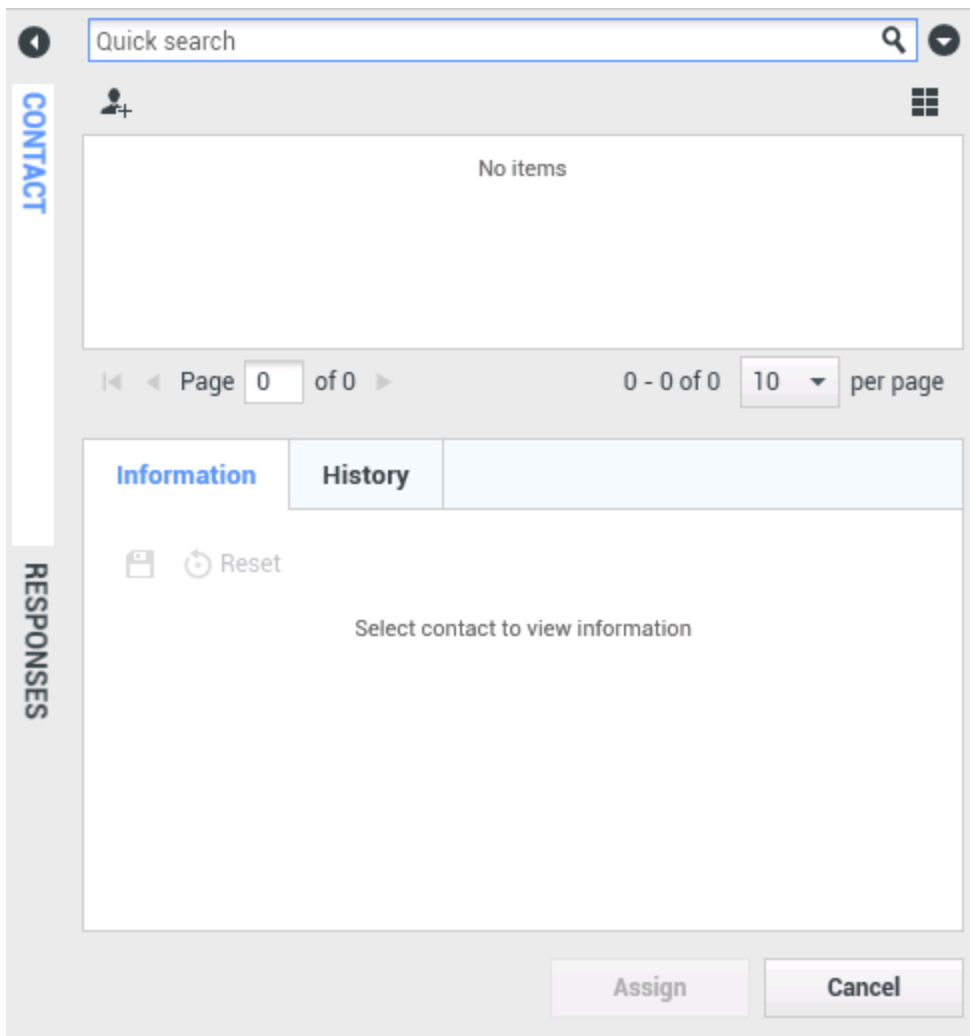 Quick search
CONTACT
No items
Page 0 of 0 0 - 0 of 0 10 per page
Information History
Reset
RESPONSES
Select contact to view information
Assign Cancel